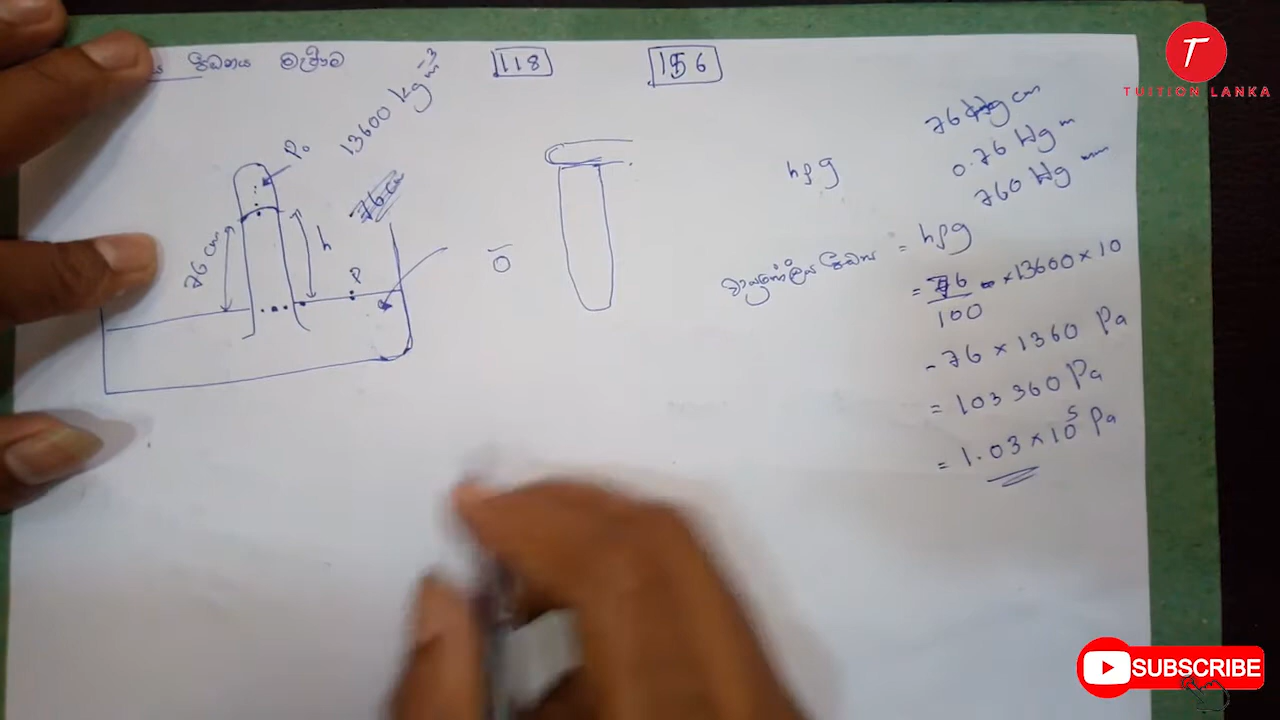 පීඩනය මැනීම
118
156
T
TUITION LANKA
13600 kg m⁻³
P₀
76 cm
h
P
hρg
76 Hg cm
0.76 Hg m
760 Hg mm
වායුගෝලීය පීඩනය = hρg
= 76/100 × 13600 × 10
- 76 × 1360 Pa
= 103 360 Pa
= 1.03 × 10⁵ Pa
SUBSCRIBE